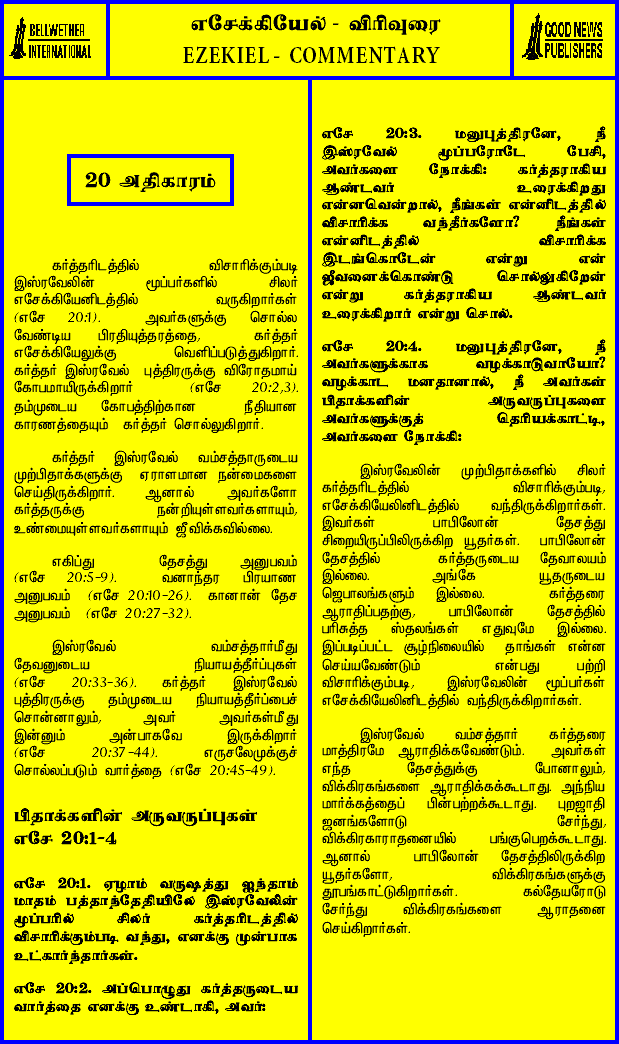 BELLWETHER
INTERNATIONAL
எசேக்கியேல் - விரிவுரை
EZEKIEL - COMMENTARY
GOOD NEWS
PUBLISHERS
20 அதிகாரம்
கர்த்தரிடத்தில் விசாரிக்கும்படி
இஸ்ரவேலின் மூப்பர்களில் சிலர்
எசேக்கியேலினிடத்தில் வருகிறார்கள்
(எசே 20:1). அவர்களுக்கு சொல்ல
வேண்டிய பிரதியுத்தரத்தை, கர்த்தர்
எசேக்கியேலுக்கு வெளிப்படுத்துகிறார்.
கர்த்தர் இஸ்ரவேல் புத்திரருக்கு விரோதமாய்
கோபமாயிருக்கிறார் (எசே 20:2,3).
தம்முடைய கோபத்திற்கான நீதியான
காரணத்தையும் கர்த்தர் சொல்லுகிறார்.
கர்த்தர் இஸ்ரவேல் வம்சத்தாருடைய
முற்பிதாக்களுக்கு ஏராளமான நன்மைகளை
செய்திருக்கிறார். ஆனால் அவர்களோ
கர்த்தருக்கு நன்றியுள்ளவர்களாயும்,
உண்மையுள்ளவர்களாயும் ஜீவிக்கவில்லை.
எகிப்து தேசத்து அனுபவம்
(எசே 20:5-9). வனாந்தர பிரயாண
அனுபவம் (எசே 20:10-26). கானான் தேச
அனுபவம் (எசே 20:27-32).
இஸ்ரவேல் வம்சத்தார்மீது
தேவனுடைய நியாயத்தீர்ப்புகள்
(எசே 20:33-36). கர்த்தர் இஸ்ரவேல்
புத்திரருக்கு தம்முடைய நியாயத்தீர்ப்பைச்
சொன்னாலும், அவர் அவர்கள்மீது
இன்னும் அன்பாகவே இருக்கிறார்
(எசே 20:37-44). எருசலேமுக்குச்
சொல்லப்படும் வார்த்தை (எசே 20:45-49).
பிதாக்களின் அருவருப்புகள்
எசே 20:1-4
எசே 20:1. ஏழாம் வருஷத்து ஐந்தாம்
மாதம் பத்தாந்தேதியிலே இஸ்ரவேலின்
மூப்பரில் சிலர் கர்த்தரிடத்தில்
விசாரிக்கும்படி வந்து, எனக்கு முன்பாக
உட்கார்ந்தார்கள்.
எசே 20:2. அப்பொழுது கர்த்தருடைய
வார்த்தை எனக்கு உண்டாகி, அவர்:
எசே 20:3. மனுபுத்திரனே, நீ
இஸ்ரவேல் மூப்பரோடே பேசி,
அவர்களை நோக்கி: கர்த்தராகிய
ஆண்டவர் உரைக்கிறது
என்னவென்றால், நீங்கள் என்னிடத்தில்
விசாரிக்க வந்தீர்களோ? நீங்கள்
என்னிடத்தில் விசாரிக்க
இடங்கொடேன் என்று என்
ஜீவனைக்கொண்டு சொல்லுகிறேன்
என்று கர்த்தராகிய ஆண்டவர்
உரைக்கிறார் என்று சொல்.
எசே 20:4. மனுபுத்திரனே, நீ
அவர்களுக்காக வழக்காடுவாயோ?
வழக்காட மனதானால், நீ அவர்கள்
பிதாக்களின் அருவருப்புகளை
அவர்களுக்குத் தெரியக்காட்டி,
அவர்களை நோக்கி:
இஸ்ரவேலின் முற்பிதாக்களில் சிலர்
கர்த்தரிடத்தில் விசாரிக்கும்படி,
எசேக்கியேலினிடத்தில் வந்திருக்கிறார்கள்.
இவர்கள் பாபிலோன் தேசத்து
சிறையிருப்பிலிருக்கிற யூதர்கள். பாபிலோன்
தேசத்தில் கர்த்தருடைய தேவாலயம்
இல்லை. அங்கே யூதருடைய
ஜெபாலங்களும் இல்லை. கர்த்தரை
ஆராதிப்பதற்கு, பாபிலோன் தேசத்தில்
பரிசுத்த ஸ்தலங்கள் எதுவுமே இல்லை.
இப்படிப்பட்ட சூழ்நிலையில் தாங்கள் என்ன
செய்யவேண்டும் என்பது பற்றி
விசாரிக்கும்படி, இஸ்ரவேலின் மூப்பர்கள்
எசேக்கியேலினிடத்தில் வந்திருக்கிறார்கள்.
இஸ்ரவேல் வம்சத்தார் கர்த்தரை
மாத்திரமே ஆராதிக்கவேண்டும். அவர்கள்
எந்த தேசத்துக்கு போனாலும்,
விக்கிரகங்களை ஆராதிக்கக்கூடாது. அந்நிய
மார்க்கத்தைப் பின்பற்றக்கூடாது. புறஜாதி
ஜனங்களோடு சேர்ந்து,
விக்கிரகாராதனையில் பங்குபெறக்கூடாது.
ஆனால் பாபிலோன் தேசத்திலிருக்கிற
யூதர்களோ, விக்கிரகங்களுக்கு
தூபங்காட்டுகிறார்கள். கல்தேயரோடு
சேர்ந்து விக்கிரகங்களை ஆராதனை
செய்கிறார்கள்.